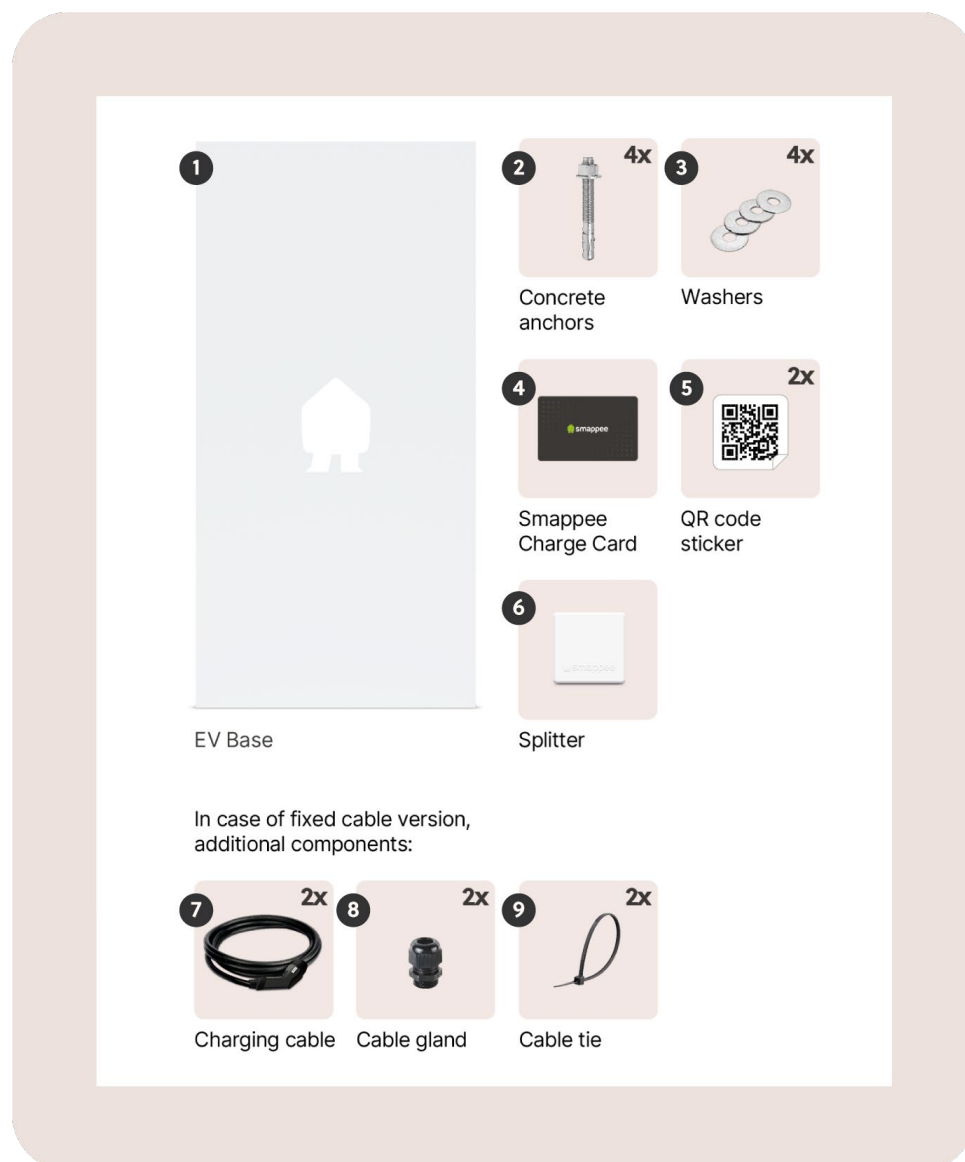 1
EV Base
2
4x
Concrete
anchors
3
4x
Washers
4
smappee
Smappee
Charge Card
5
2x
QR code
sticker
6
smappee
Splitter
In case of fixed cable version,
additional components:
7
2x
Charging cable
8
2x
Cable gland
9
2x
Cable tie